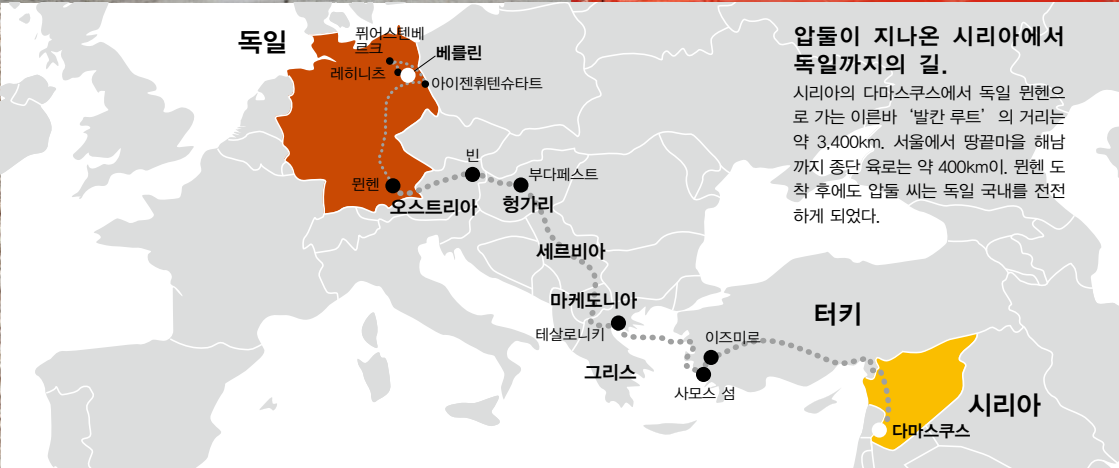 압둘이 지나온 시리아에서
독일까지의 길.
시리아의 다마스쿠스에서 독일 뮌헨으
로 가는 이른바 ‘발칸 루트’ 의 거리는
약 3,400km. 서울에서 땅끝마을 해남
까지 종단 육로는 약 400km이. 뮌헨 도
착 후에도 압둘 씨는 독일 국내를 전전
하게 되었다.
독일
퓌어스텐베
르크
베를린
레히니츠
아이젠휘텐슈타트
빈
뮌헨
부다페스트
오스트리아
헝가리
세르비아
마케도니아
테살로니키
터키
이즈미르
그리스
사모스 섬
시리아
다마스쿠스